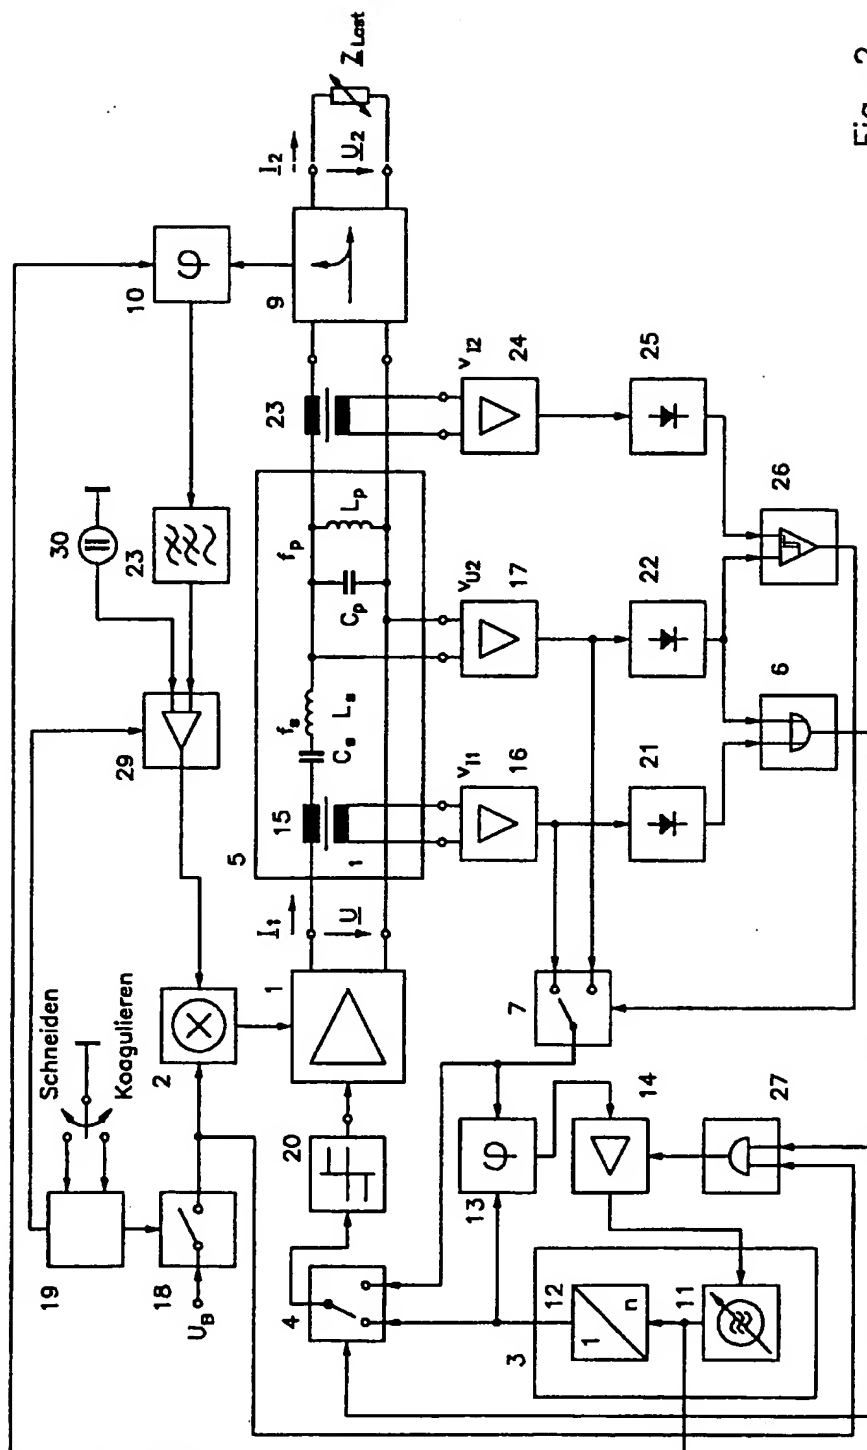 19
Schneiden
30
Koagulieren
29
23
10
φ
18
2
U_B
5
I_1
15
f_s
f_p
23
9
I_2
4
20
1
U
C_s
L_s
C_p
L_p
U_2
Z_Last
1
V_I1
V_U2
V_I2
13
φ
7
16
17
24
3
12
1
n
11
14
21
22
25
27
6
26